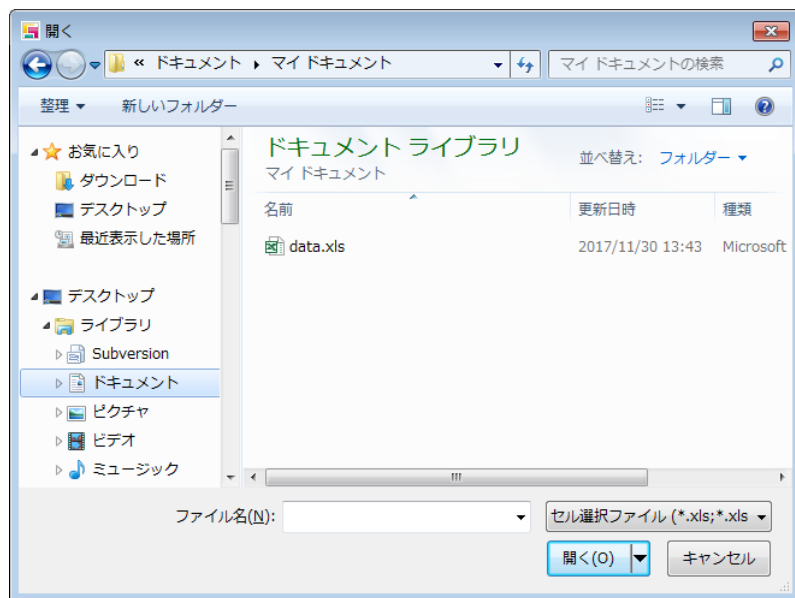 開く
« ドキュメント ▸ マイ ドキュメント
マイ ドキュメントの検索
整理 ▼ 新しいフォルダー
お気に入り
ダウンロード
デスクトップ
最近表示した場所
デスクトップ
ライブラリ
Subversion
ドキュメント
ピクチャ
ビデオ
ミュージック
ドキュメント ライブラリ
マイ ドキュメント
並べ替え: フォルダー ▼
名前 更新日時 種類
data.xls 2017/11/30 13:43 Microsoft
ファイル名(N):
セル選択ファイル (*.xls;*.xls
開く(O) キャンセル